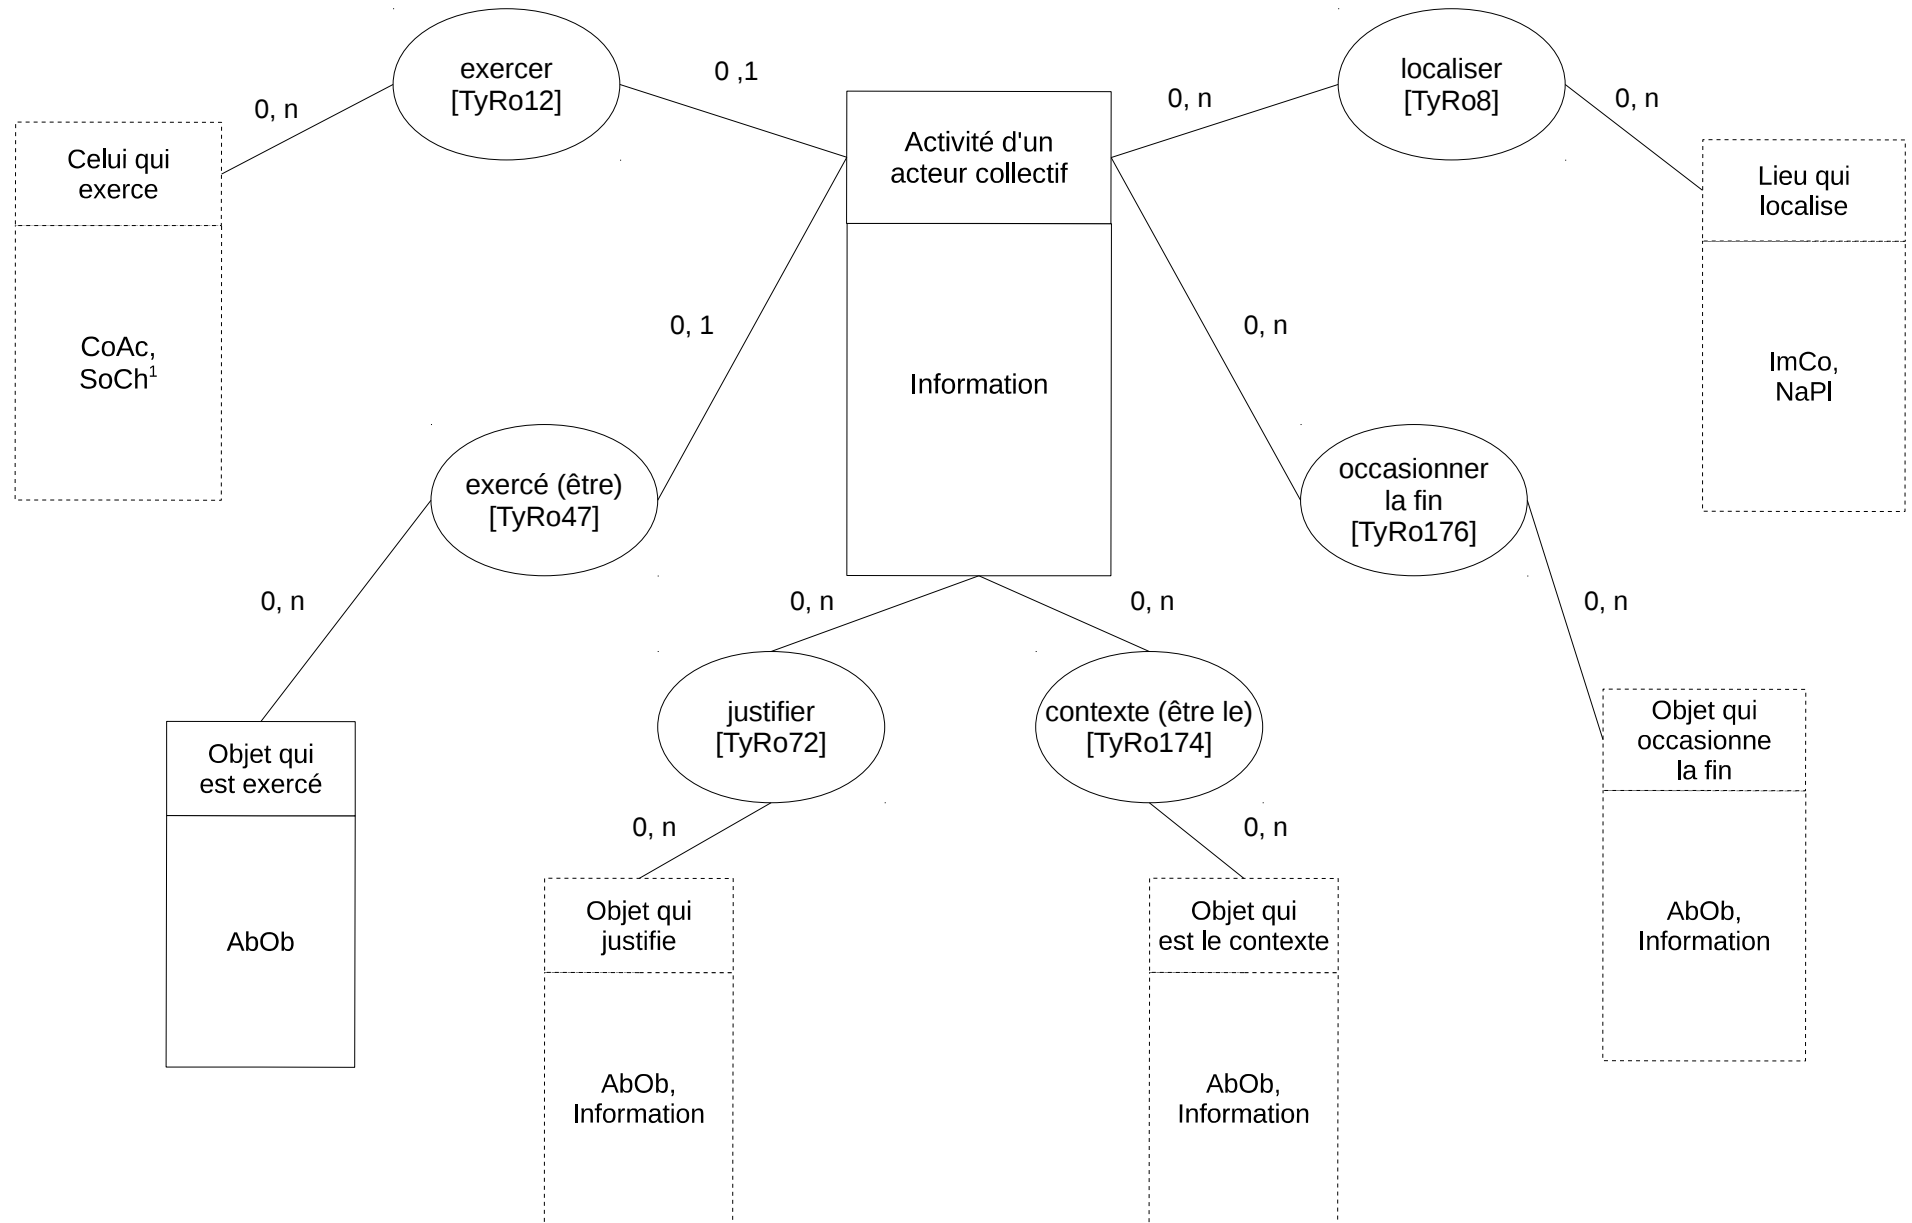 exercer
[TyRo12]
0 ,1
localiser
[TyRo8]
0, n
0, n
0, n
Celui qui
exerce
Activité d'un
acteur collectif
Lieu qui
localise
CoAc,
SoCh¹
0, 1
0, n
Information
ImCo,
NaPl
exercé (être)
[TyRo47]
occasionner
la fin
[TyRo176]
0, n
0, n
0, n
0, n
justifier
[TyRo72]
contexte (être le)
[TyRo174]
Objet qui
est exercé
Objet qui
occasionne
la fin
0, n
0, n
AbOb
Objet qui
justifie
Objet qui
est le contexte
AbOb,
Information
AbOb,
Information
AbOb,
Information